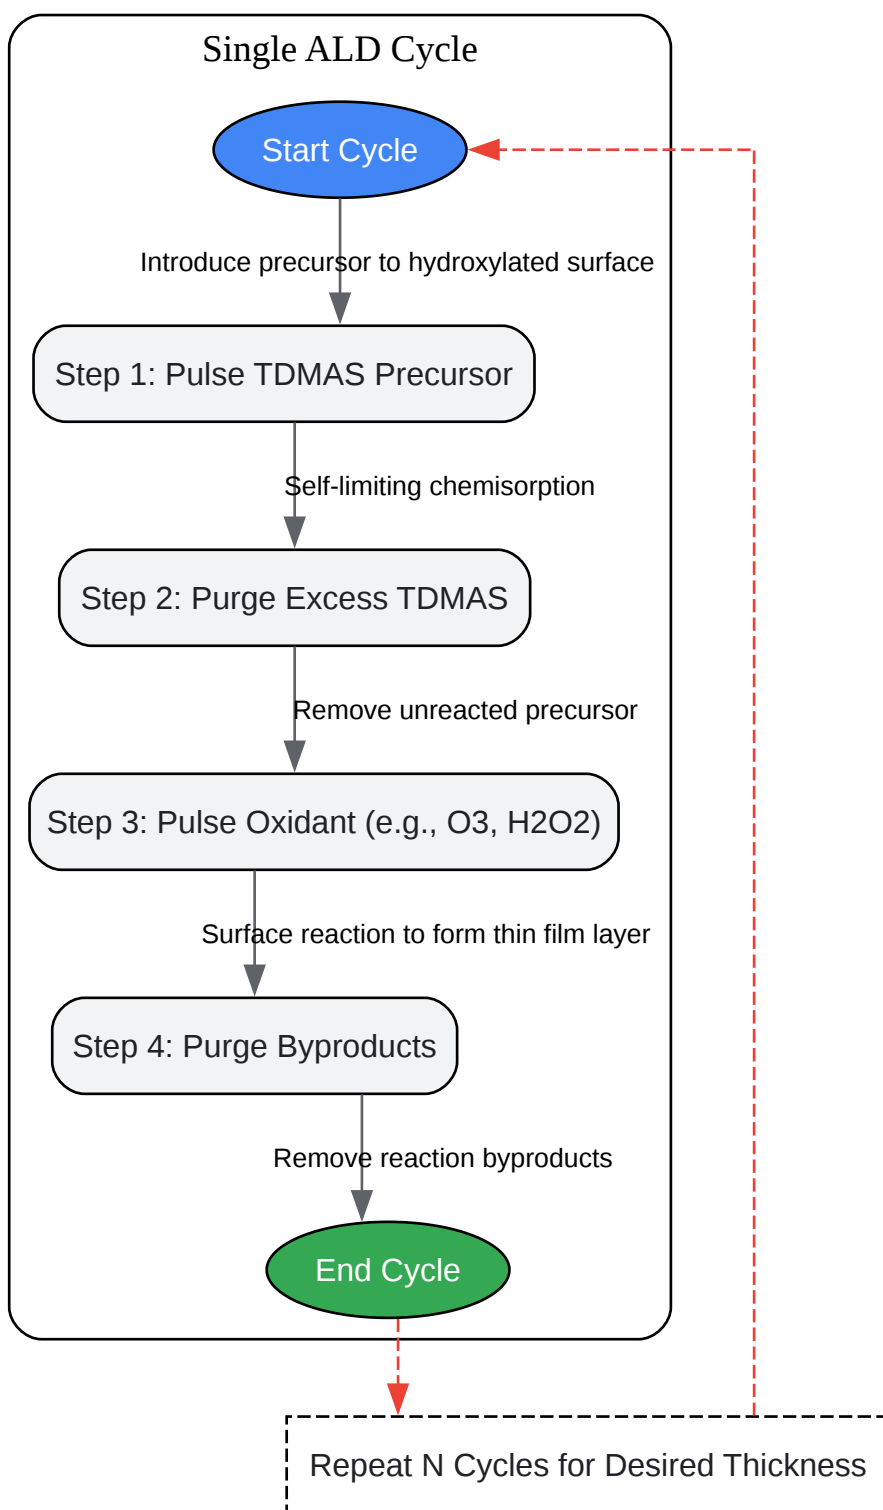 Single ALD Cycle
Start Cycle
Introduce precursor to hydroxylated surface
Step 1: Pulse TDMAS Precursor
Self-limiting chemisorption
Step 2: Purge Excess TDMAS
Remove unreacted precursor
Step 3: Pulse Oxidant (e.g., O3, H2O2)
Surface reaction to form thin film layer
Step 4: Purge Byproducts
Remove reaction byproducts
End Cycle
Repeat N Cycles for Desired Thickness